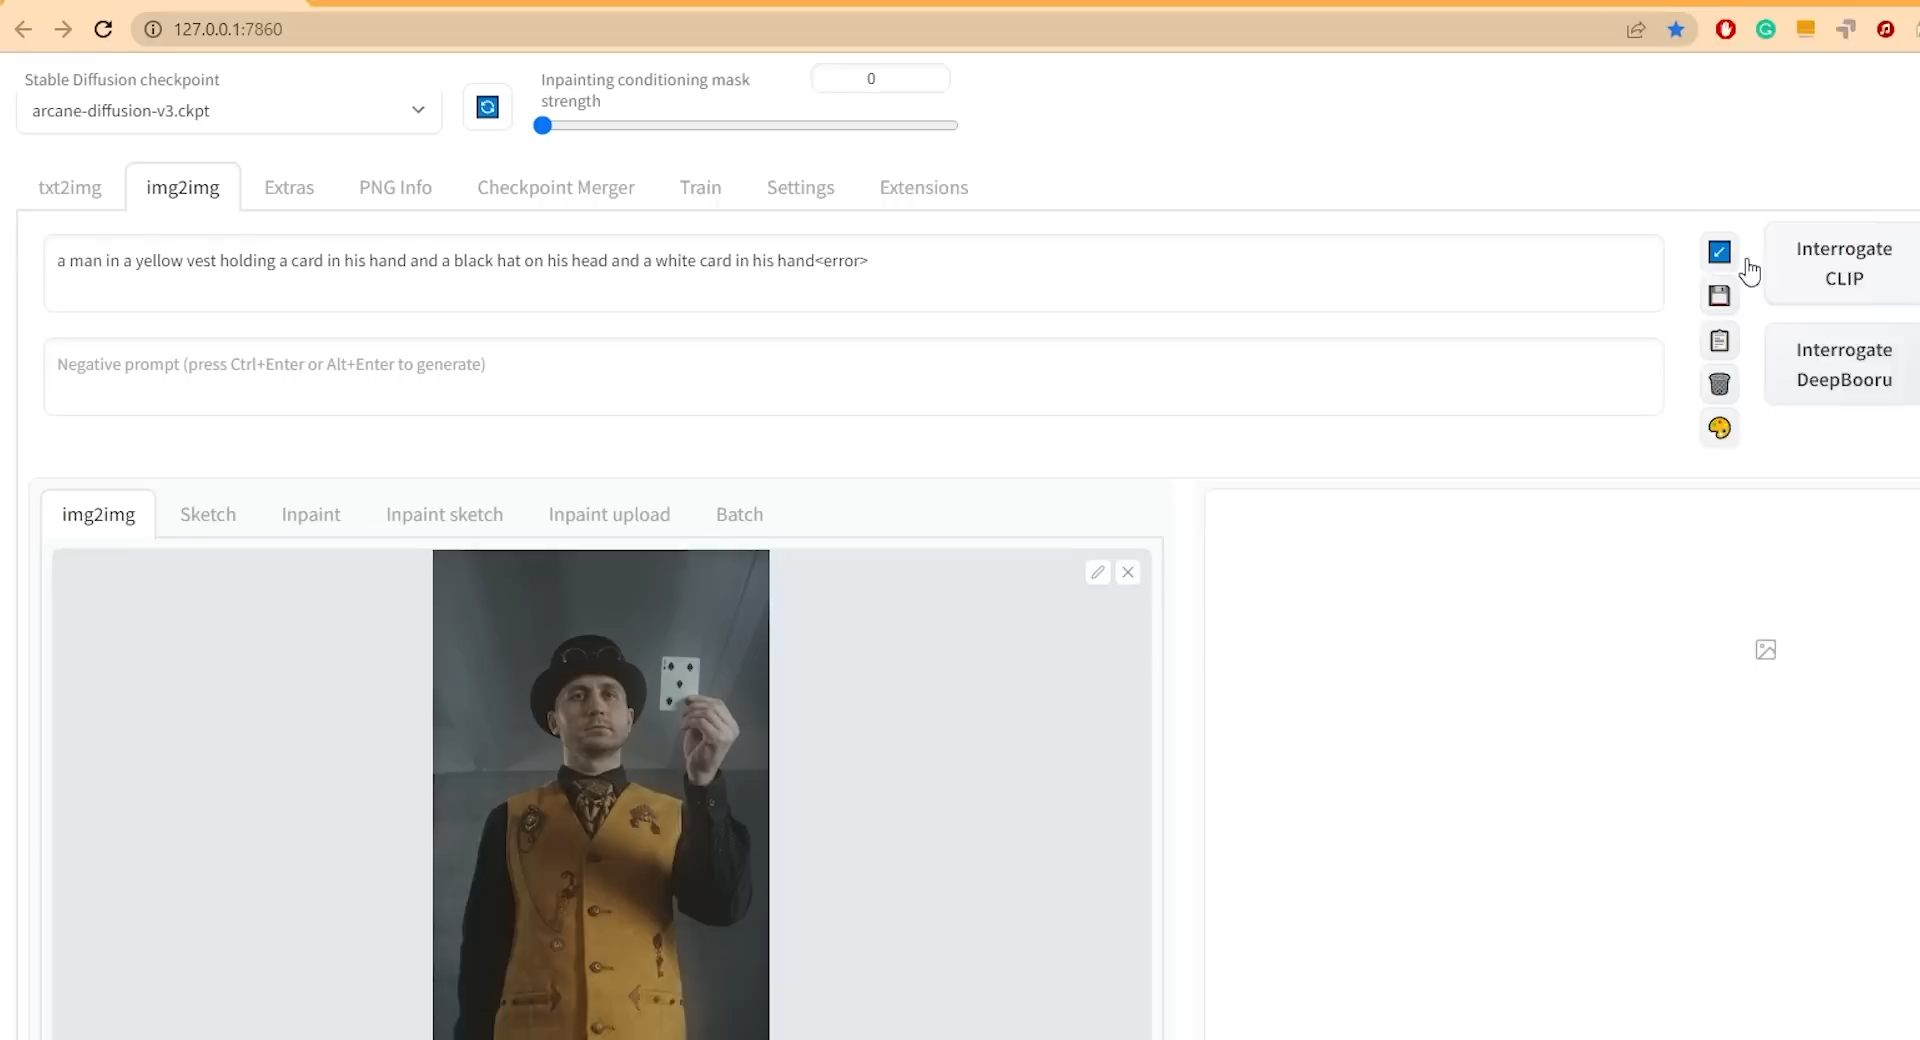 127.0.0.1:7860
Stable Diffusion checkpoint
arcane-diffusion-v3.ckpt
Inpainting conditioning mask
strength
0
txt2img
img2img
Extras
PNG Info
Checkpoint Merger
Train
Settings
Extensions
a man in a yellow vest holding a card in his hand and a black hat on his head and a white card in his hand<error>
Interrogate
CLIP
Negative prompt (press Ctrl+Enter or Alt+Enter to generate)
Interrogate
DeepBooru
img2img
Sketch
Inpaint
Inpaint sketch
Inpaint upload
Batch